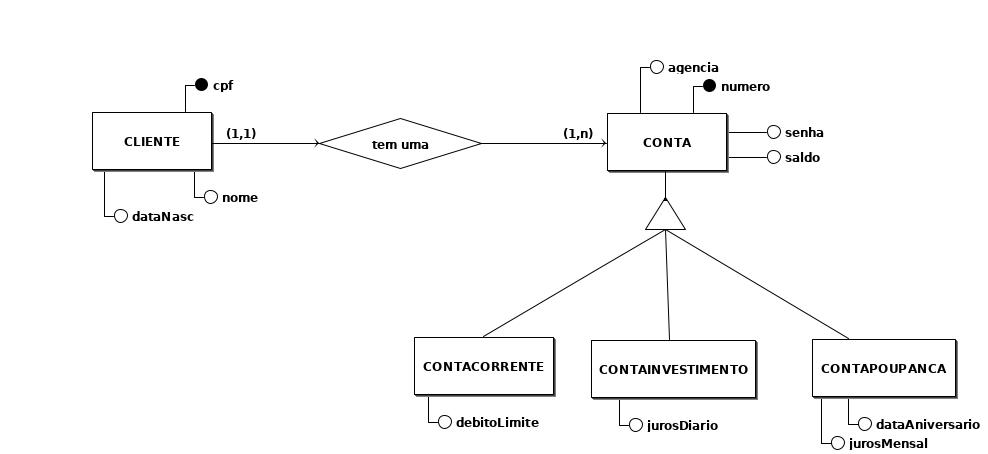 agencia
cpf
numero
(1,1)
(1,n)
senha
CLIENTE
tem uma
CONTA
saldo
nome
dataNasc
CONTACORRENTE
CONTAINVESTIMENTO
CONTAPOUPANCA
debitoLimite
jurosDiario
dataAniversario
jurosMensal